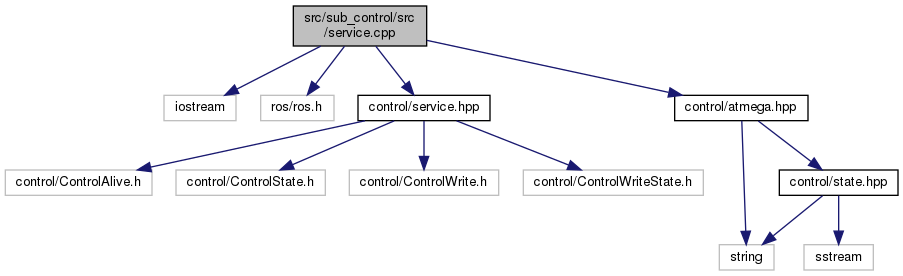 src/sub_control/src
/service.cpp
iostream
ros/ros.h
control/service.hpp
control/atmega.hpp
control/ControlAlive.h
control/ControlState.h
control/ControlWrite.h
control/ControlWriteState.h
control/state.hpp
string
sstream